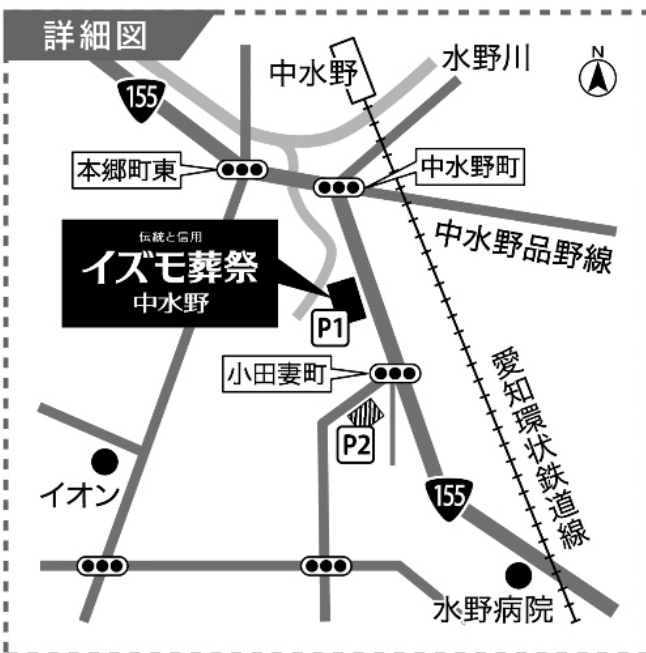 詳細図
N
中水野
水野川
155
本郷町東
中水野町
中水野品野線
伝統と信用
イズモ葬祭
中水野
P1
小田妻町
愛知環状鉄道線
P2
イオン
155
水野病院